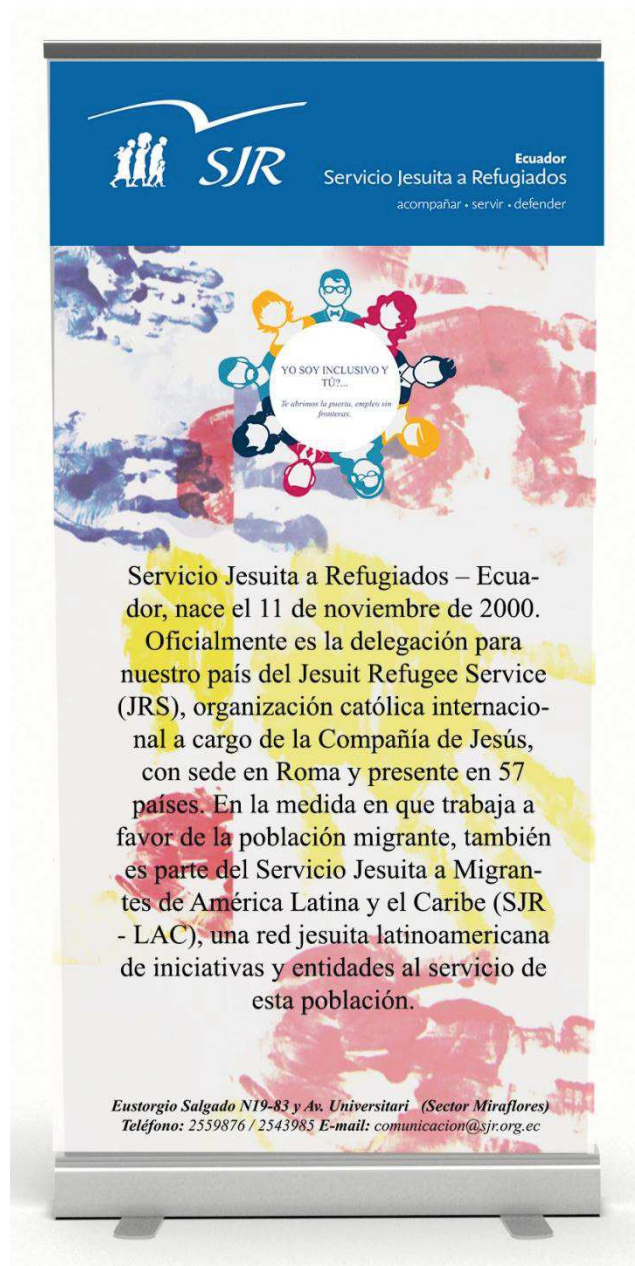 SJR
Ecuador
Servicio Jesuita a Refugiados
acompañar • servir • defender
YO SOY INCLUSIVO Y
TÚ?...
Te abrimos la puerta, empleo sin
fronteras.
Servicio Jesuita a Refugiados – Ecua-
dor, nace el 11 de noviembre de 2000.
Oficialmente es la delegación para
nuestro país del Jesuit Refugee Service
(JRS), organización católica internacio-
nal a cargo de la Compañía de Jesús,
con sede en Roma y presente en 57
países. En la medida en que trabaja a
favor de la población migrante, también
es parte del Servicio Jesuita a Migran-
tes de América Latina y el Caribe (SJR
- LAC), una red jesuita latinoamericana
de iniciativas y entidades al servicio de
esta población.
Eustorgio Salgado N19-83 y Av. Universitari (Sector Miraflores)
Teléfono: 2559876 / 2543985 E-mail: comunicacion@sjr.org.ec